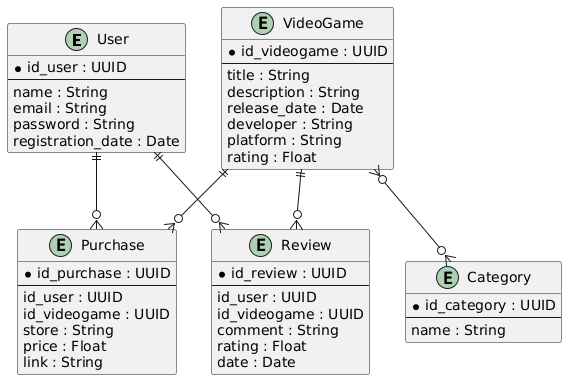 E User
* id_user : UUID
name : String
email : String
password : String
registration_date : Date
E VideoGame
* id_videogame : UUID
title : String
description : String
release_date : Date
developer : String
platform : String
rating : Float
E Purchase
* id_purchase : UUID
id_user : UUID
id_videogame : UUID
store : String
price : Float
link : String
E Review
* id_review : UUID
id_user : UUID
id_videogame : UUID
comment : String
rating : Float
date : Date
E Category
* id_category : UUID
name : String